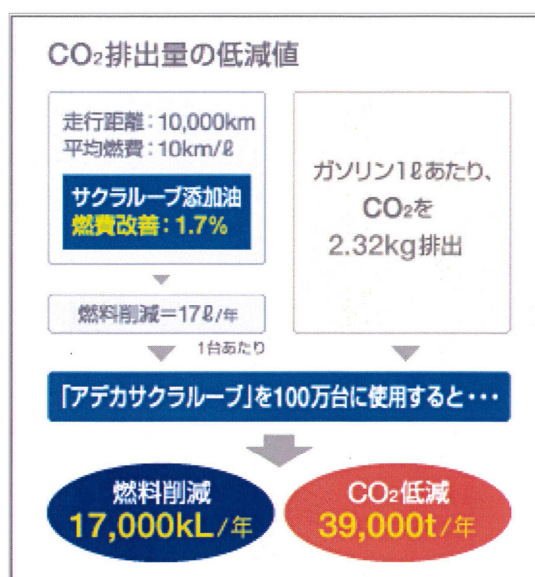 CO₂排出量の低減値
走行距離：10,000km
平均燃費：10km/ℓ
サクラルーブ添加油
燃費改善：1.7%
燃料削減＝17ℓ/年
1台あたり
ガソリン1ℓあたり、
CO₂を
2.32kg排出
「アデカサクラルーブ」を100万台に使用すると・・・
燃料削減
17,000kL/年
CO₂低減
39,000t/年